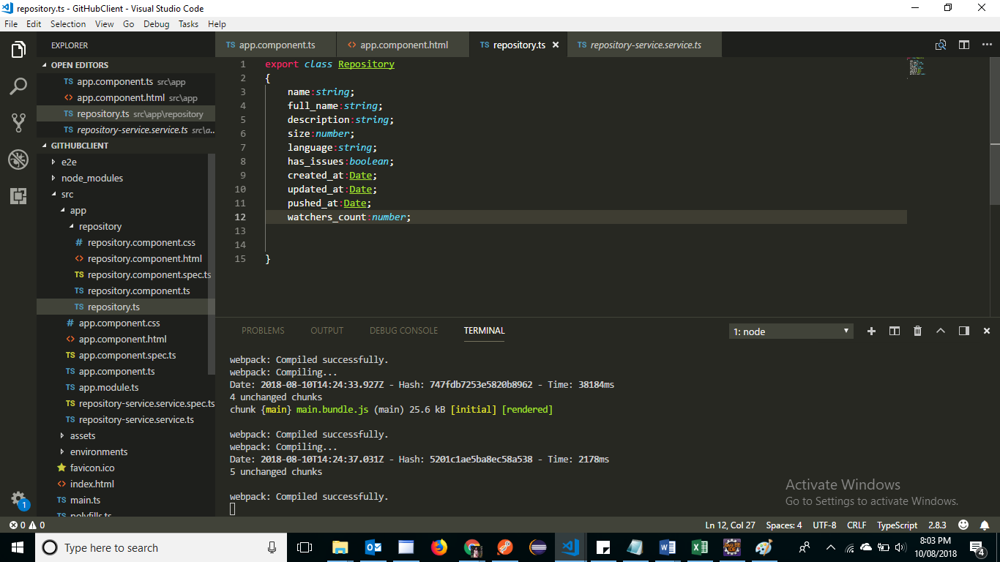 repository.ts - GitHubClient - Visual Studio Code
File Edit Selection View Go Debug Tasks Help
EXPLORER
OPEN EDITORS
TS app.component.ts src\app
<> app.component.html src\app
TS repository.ts src\app\repository
TS repository-service.service.ts src\a...
GITHUBCLIENT
e2e
node_modules
src
app
repository
# repository.component.css
<> repository.component.html
TS repository.component.spec.ts
TS repository.component.ts
TS repository.ts
# app.component.css
<> app.component.html
TS app.component.spec.ts
TS app.component.ts
TS app.module.ts
TS repository-service.service.spec.ts
TS repository-service.service.ts
assets
environments
favicon.ico
<> index.html
TS main.ts
TS polyfills.ts
1
TS app.component.ts <> app.component.html TS repository.ts × TS repository-service.service.ts
1 export class Repository
2 {
3 name:string;
4 full_name:string;
5 description:string;
6 size:number;
7 language:string;
8 has_issues:boolean;
9 created_at:Date;
10 updated_at:Date;
11 pushed_at:Date;
12 watchers_count:number;
13
14
15 }
PROBLEMS OUTPUT DEBUG CONSOLE TERMINAL 1: node
webpack: Compiled successfully.
webpack: Compiling...
Date: 2018-08-10T14:24:33.927Z - Hash: 747fdb7253e5820b8962 - Time: 38184ms
4 unchanged chunks
chunk {main} main.bundle.js (main) 25.6 kB [initial] [rendered]
webpack: Compiled successfully.
webpack: Compiling...
Date: 2018-08-10T14:24:37.031Z - Hash: 5201c1ae5ba8ec58a538 - Time: 2178ms
5 unchanged chunks
webpack: Compiled successfully.
Activate Windows
Go to Settings to activate Windows.
0 0 Ln 12, Col 27 Spaces: 4 UTF-8 CRLF TypeScript 2.8.3
Type here to search
8:03 PM
10/08/2018
4